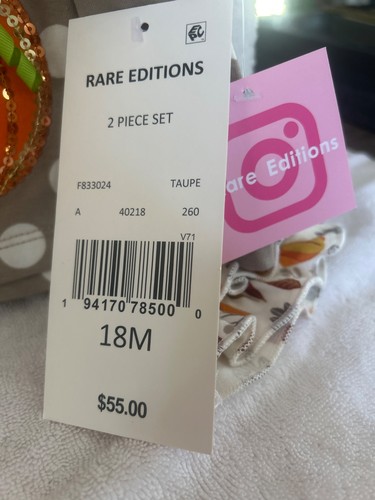 RARE EDITIONS
2 PIECE SET
F833024 TAUPE
A 40218 260
V71
1 94170 78500 0
18M
$55.00
are Editions